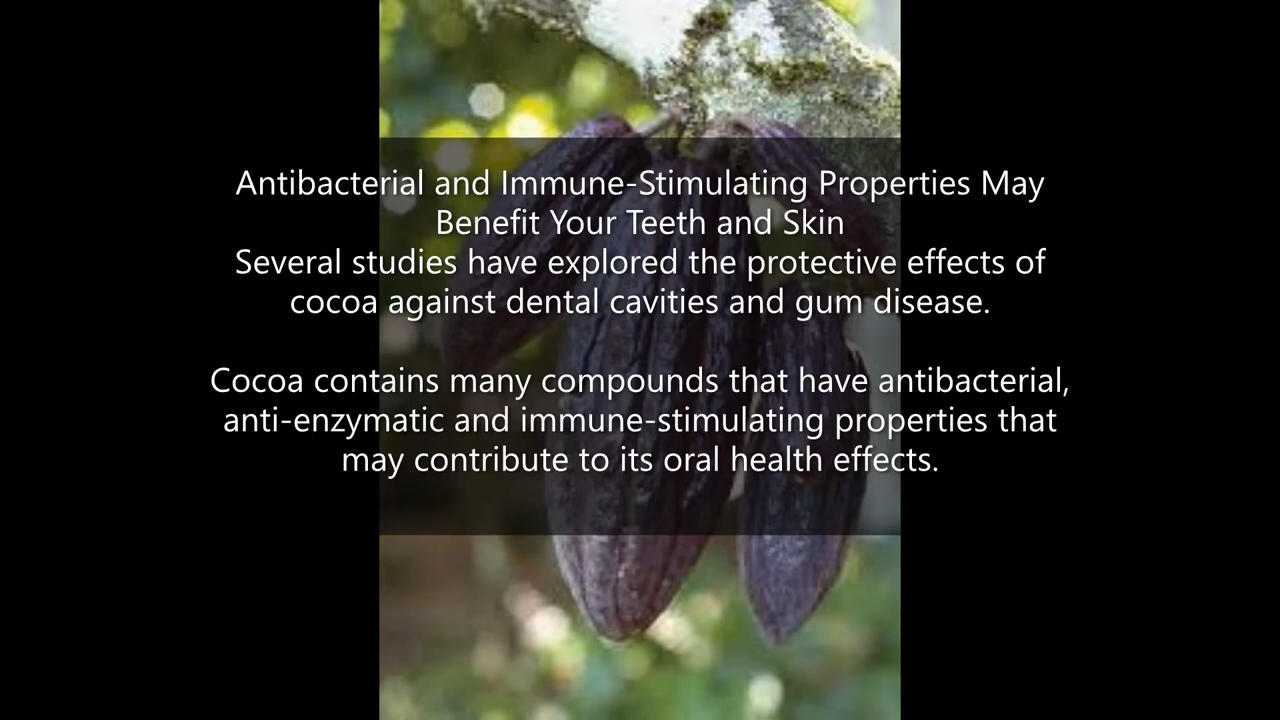 Antibacterial and Immune-Stimulating Properties May
Benefit Your Teeth and Skin
Several studies have explored the protective effects of
cocoa against dental cavities and gum disease.
Cocoa contains many compounds that have antibacterial,
anti-enzymatic and immune-stimulating properties that
may contribute to its oral health effects.